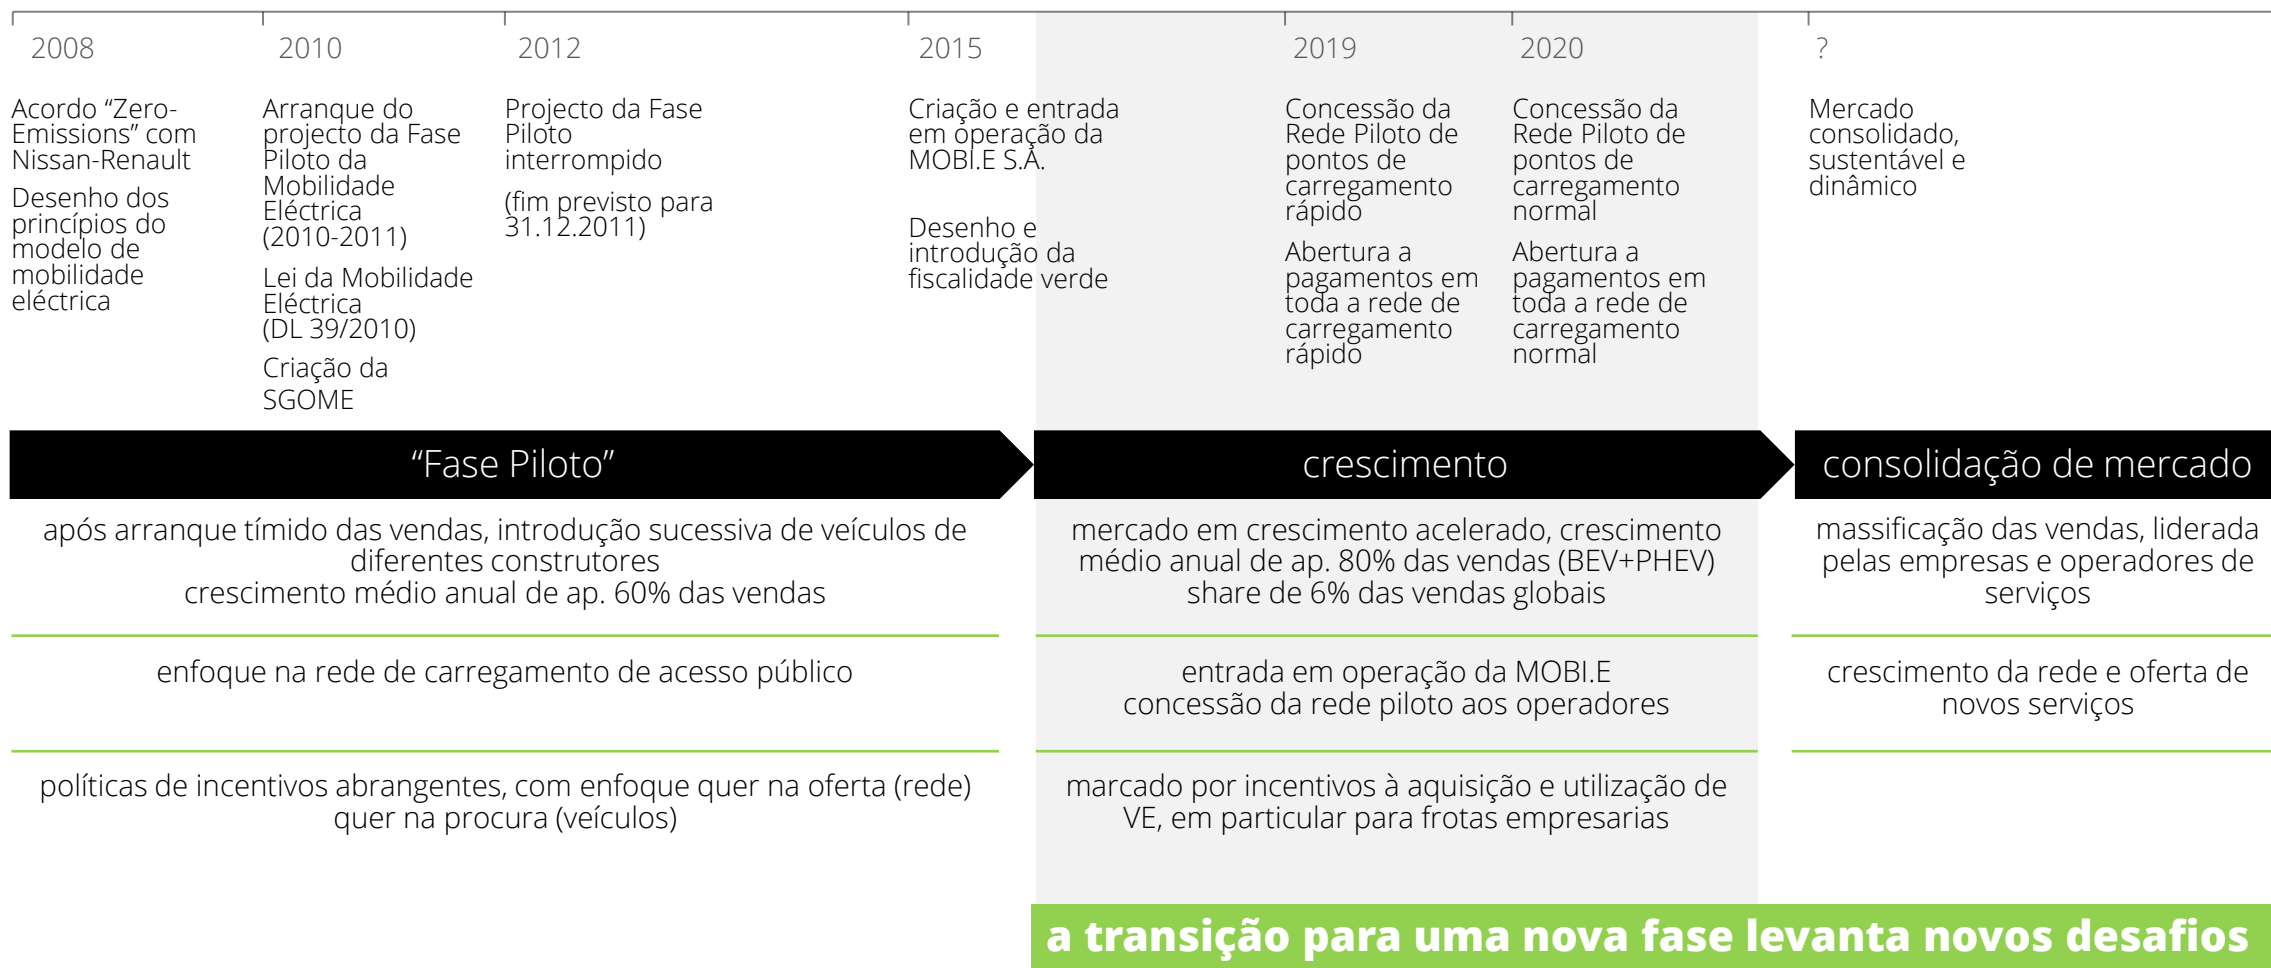 2008
2010
2012
2015
2019
2020
?
Acordo “Zero-
Emissions” com
Nissan-Renault
Desenho dos
princípios do
modelo de
mobilidade
eléctrica
Arranque do
projecto da Fase
Piloto da
Mobilidade
Eléctrica
(2010-2011)
Lei da Mobilidade
Eléctrica
(DL 39/2010)
Criação da
SGOME
Projecto da Fase
Piloto
interrompido
(fim previsto para
31.12.2011)
Criação e entrada
em operação da
MOBI.E S.A.
Desenho e
introdução da
fiscalidade verde
Concessão da
Rede Piloto de
pontos de
carregamento
rápido
Abertura a
pagamentos em
toda a rede de
carregamento
rápido
Concessão da
Rede Piloto de
pontos de
carregamento
normal
Abertura a
pagamentos em
toda a rede de
carregamento
normal
Mercado
consolidado,
sustentável e
dinâmico
“Fase Piloto”
crescimento
consolidação de mercado
após arranque tímido das vendas, introdução sucessiva de veículos de
diferentes construtores
crescimento médio anual de ap. 60% das vendas
mercado em crescimento acelerado, crescimento
médio anual de ap. 80% das vendas (BEV+PHEV)
share de 6% das vendas globais
massificação das vendas, liderada
pelas empresas e operadores de
serviços
enfoque na rede de carregamento de acesso público
entrada em operação da MOBI.E
concessão da rede piloto aos operadores
crescimento da rede e oferta de
novos serviços
políticas de incentivos abrangentes, com enfoque quer na oferta (rede)
quer na procura (veículos)
marcado por incentivos à aquisição e utilização de
VE, em particular para frotas empresarias
a transição para uma nova fase levanta novos desafios